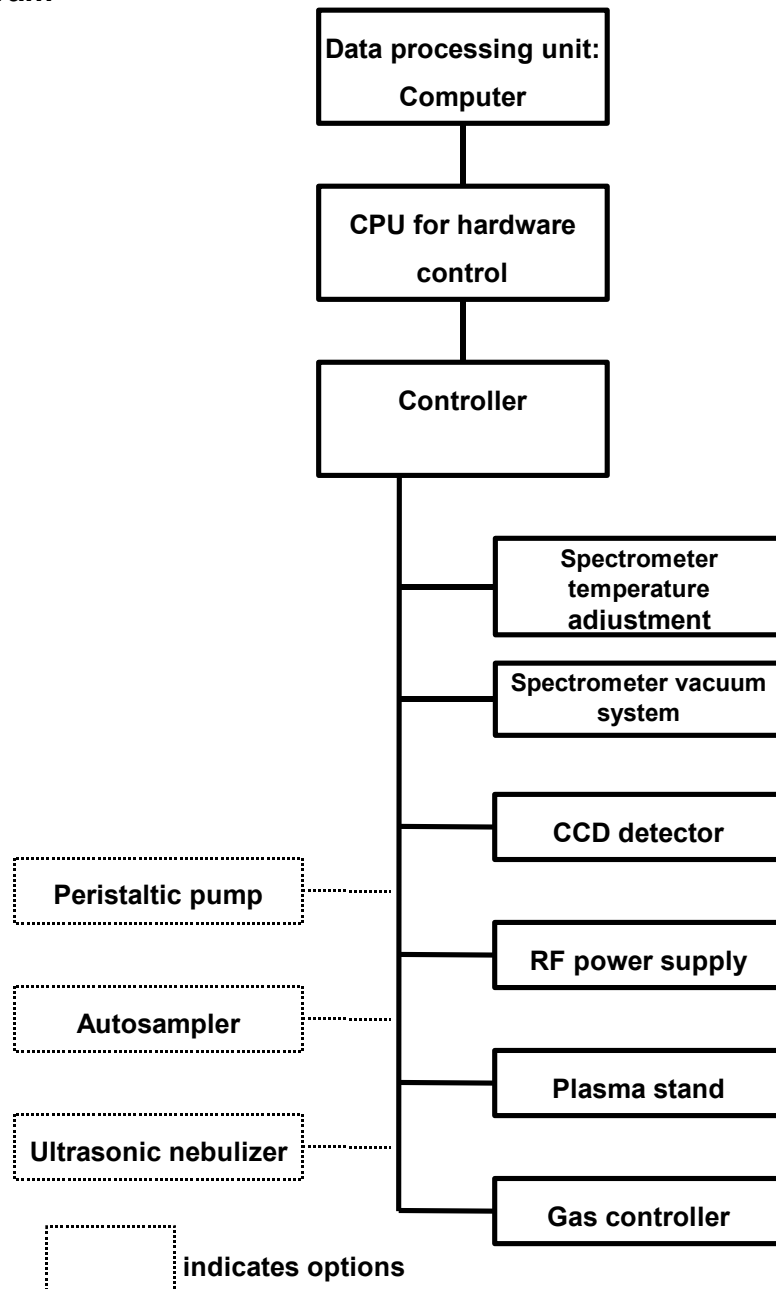 Data processing unit:
Computer
CPU for hardware
control
Controller
Spectrometer
temperature
adjustment
Spectrometer vacuum
system
CCD detector
Peristaltic pump
RF power supply
Autosampler
Plasma stand
Ultrasonic nebulizer
Gas controller
indicates options